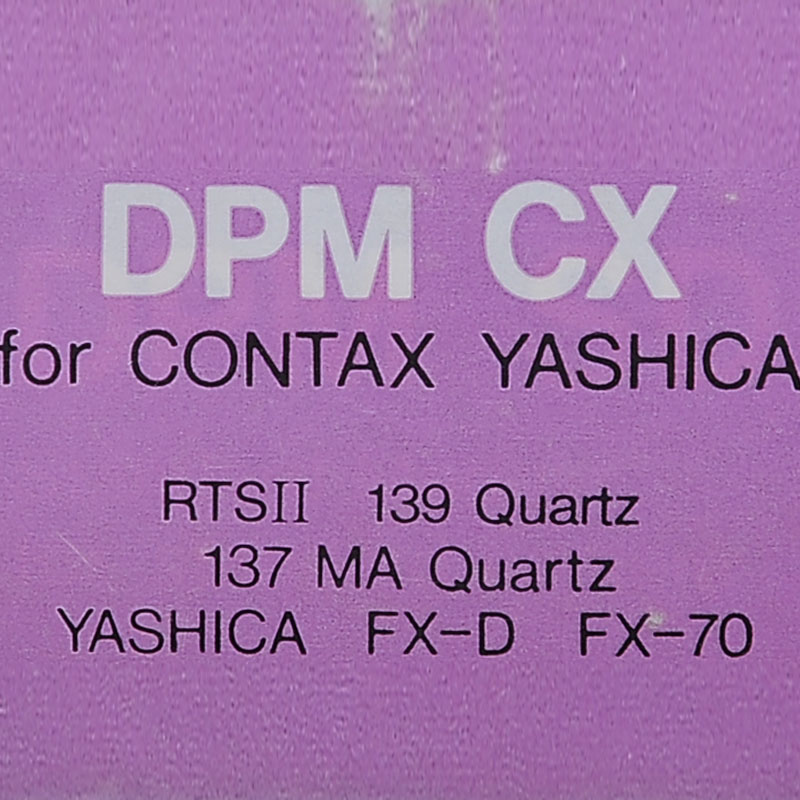 DPM CX
for CONTAX YASHICA
RTSII 139 Quartz
137 MA Quartz
YASHICA FX-D FX-70